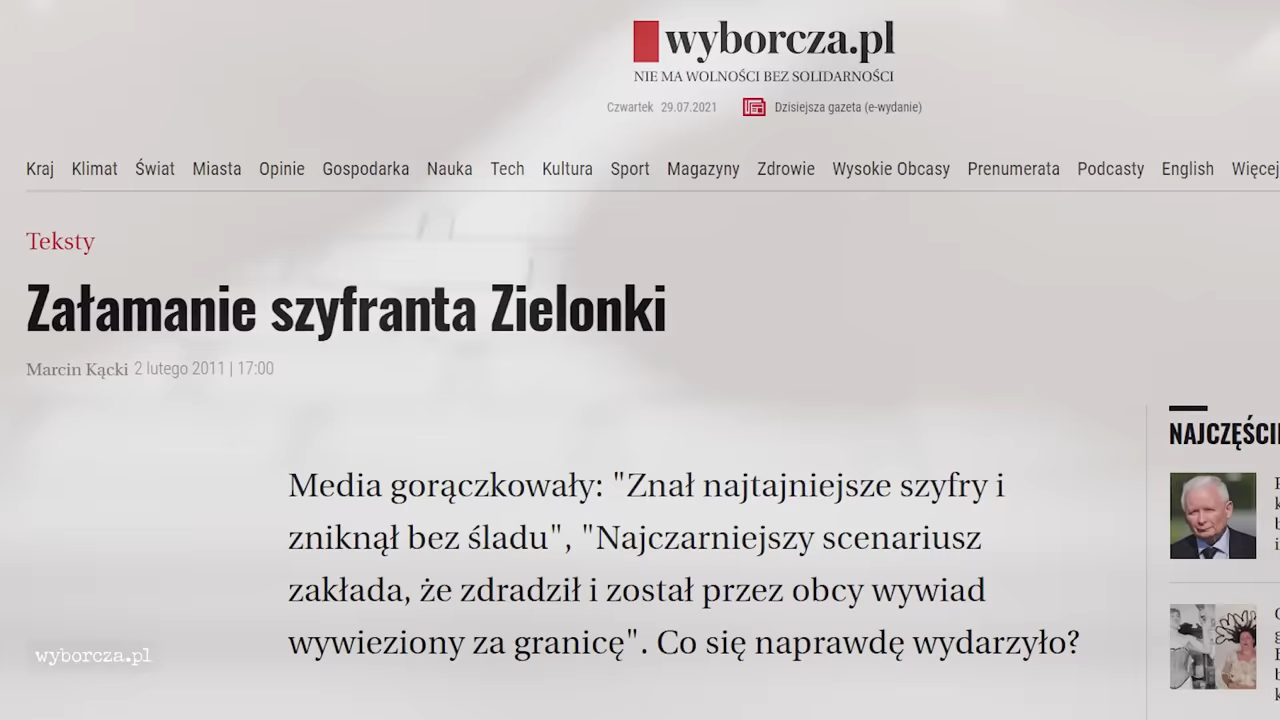 wyborcza.pl
NIE MA WOLNOŚCI BEZ SOLIDARNOŚCI
Czwartek 29.07.2021 Dzisiejsza gazeta (e-wydanie)
Kraj Klimat Świat Miasta Opinie Gospodarka Nauka Tech Kultura Sport Magazyny Zdrowie Wysokie Obcasy Prenumerata Podcasty English Więcej
Teksty
Załamanie szyfranta Zielonki
Marcin Kącki 2 lutego 2011 | 17:00
Media gorączkowały: "Znał najtajniejsze szyfry i
zniknął bez śladu", "Najczarniejszy scenariusz
zakłada, że zdradził i został przez obcy wywiad
wywieziony za granicę". Co się naprawdę wydarzyło?
NAJCZĘŚCI
wyborcza.pl